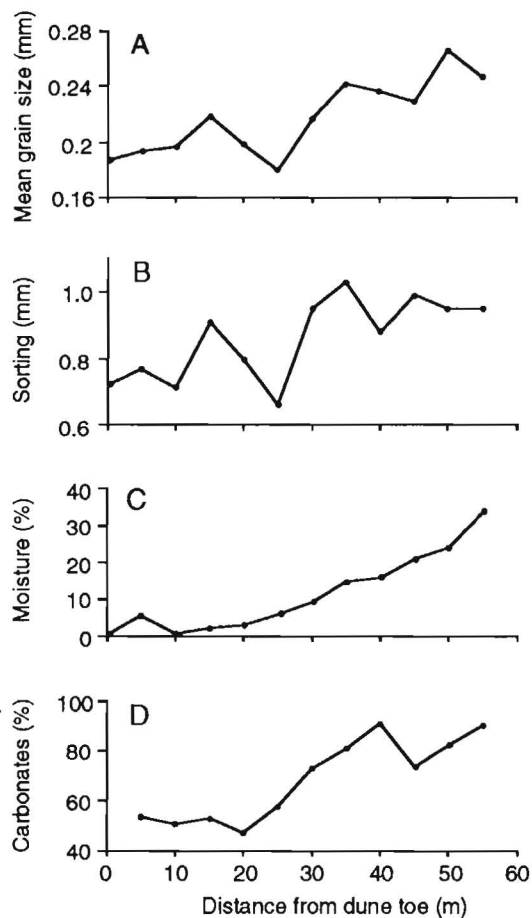 A
Mean grain size (mm)
0.28
0.24
0.2
0.16
B
Sorting (mm)
1.0
0.8
0.6
C
Moisture (%)
40
30
20
10
0
D
Carbonates (%)
100
80
60
40
0 10 20 30 40 50 60
Distance from dune toe (m)